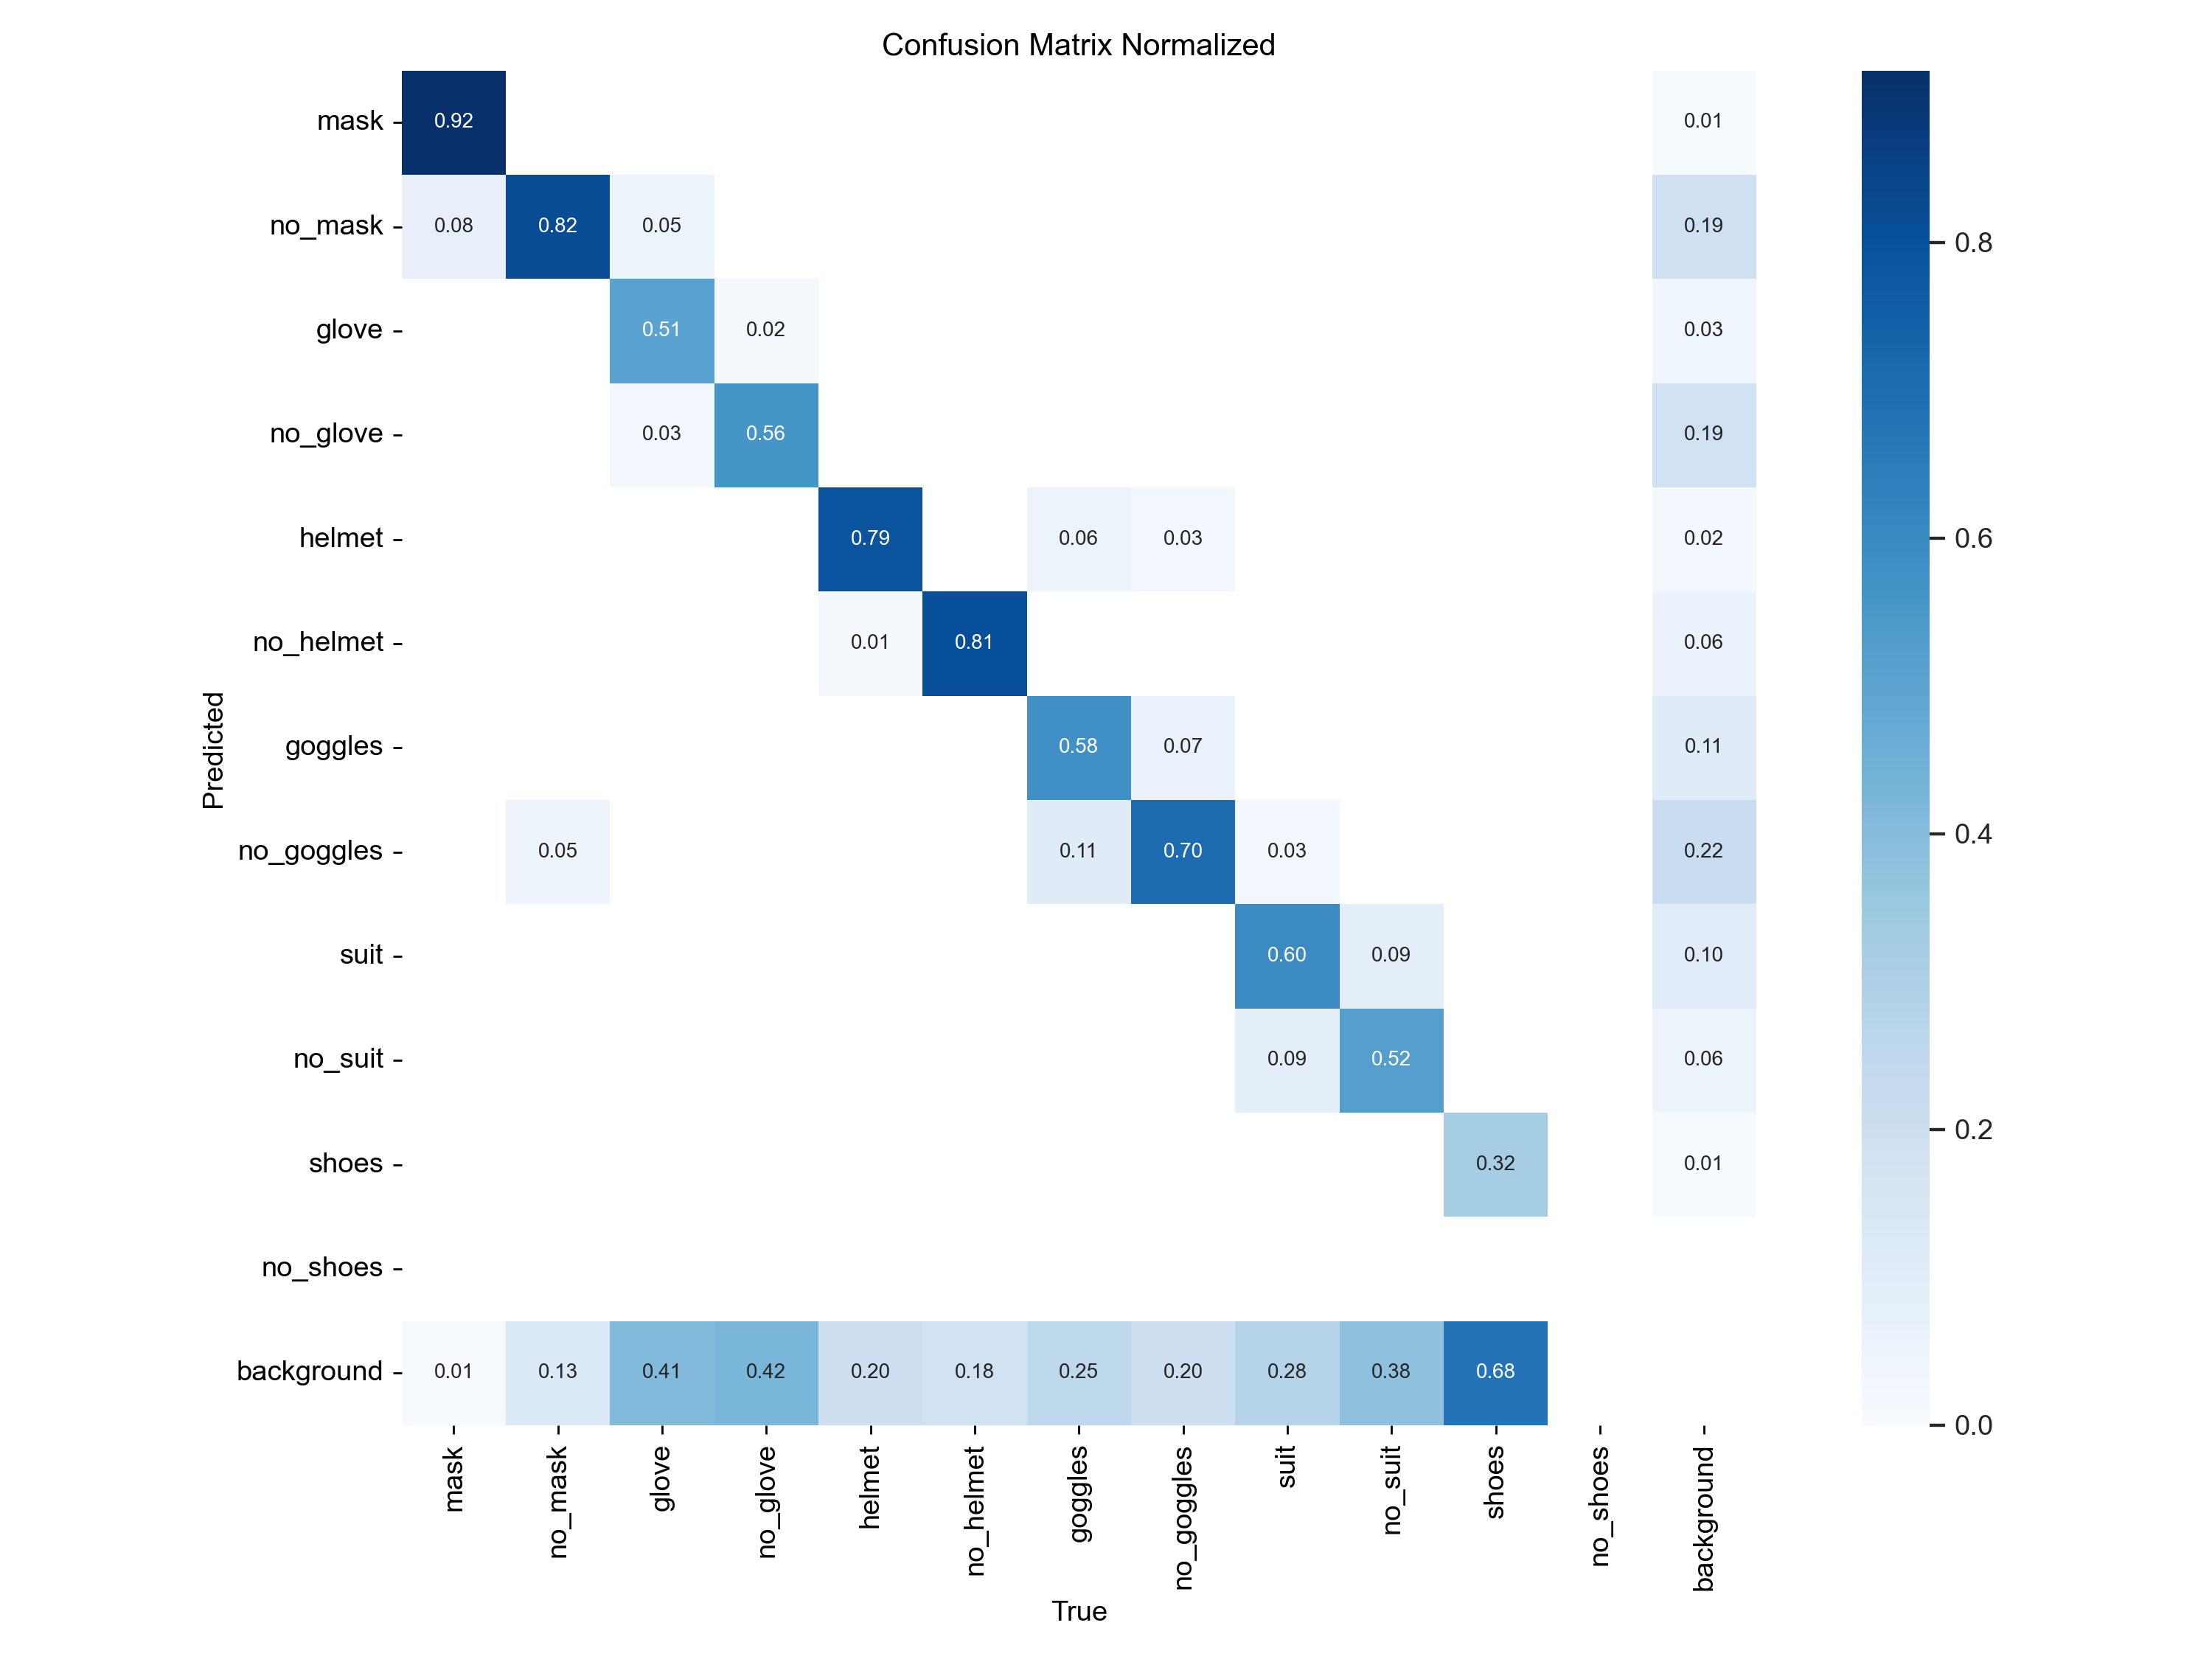 Confusion Matrix Normalized
mask 0.92 0.01
no_mask 0.08 0.82 0.05 0.19 0.8
glove 0.51 0.02 0.03
no_glove 0.03 0.56 0.19
helmet 0.79 0.06 0.03 0.02 0.6
no_helmet 0.01 0.81 0.06
Predicted
goggles 0.58 0.07 0.11
no_goggles 0.05 0.11 0.70 0.03 0.22 0.4
suit 0.60 0.09 0.10
no_suit 0.09 0.52 0.06
shoes 0.32 0.01 0.2
no_shoes
background 0.01 0.13 0.41 0.42 0.20 0.18 0.25 0.20 0.28 0.38 0.68 0.0
mask no_mask glove no_glove helmet no_helmet goggles no_goggles suit no_suit shoes no_shoes background
True